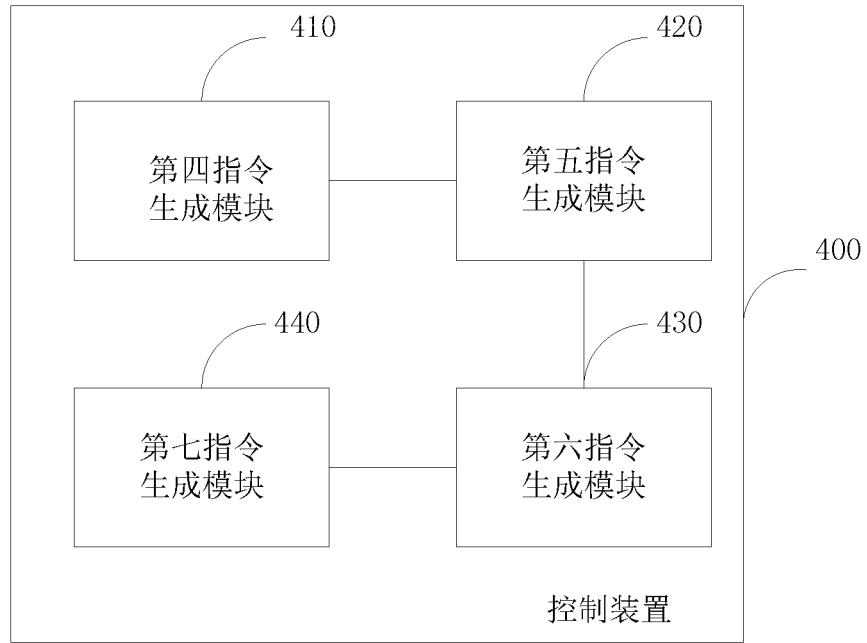 410
420
第四指令
生成模块
第五指令
生成模块
400
440
430
第七指令
生成模块
第六指令
生成模块
控制装置